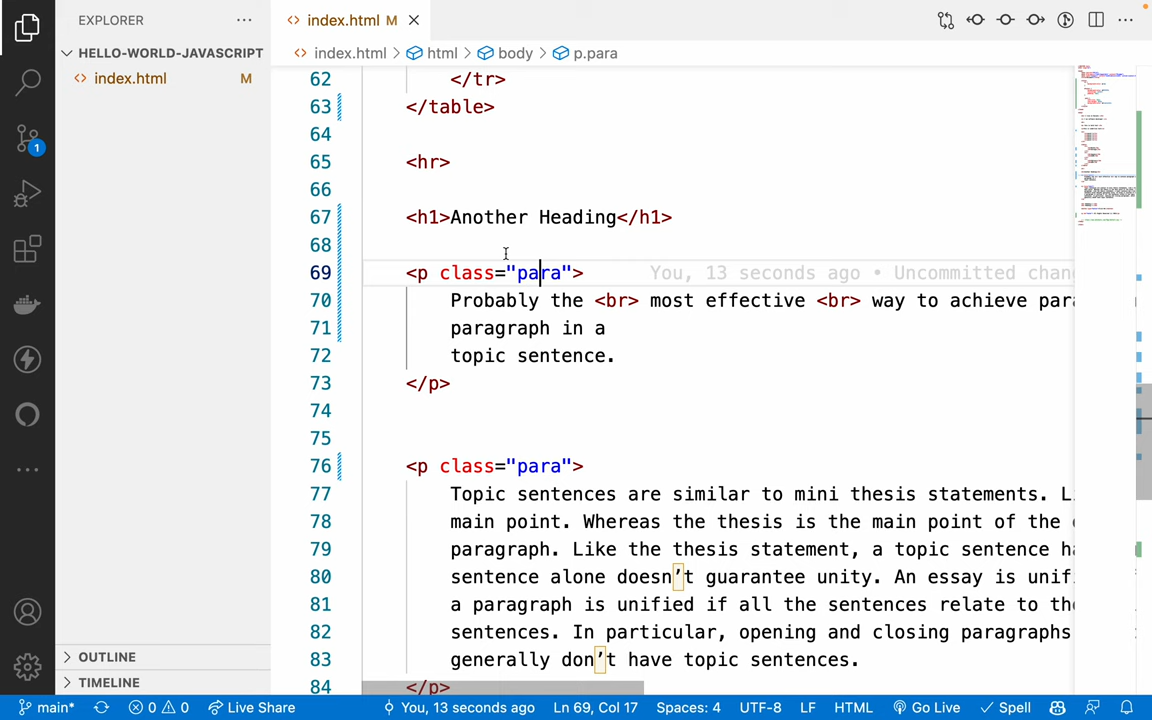 EXPLORER
index.html M
HELLO-WORLD-JAVASCRIPT
index.html M
index.html > html > body > p.para
62 </tr>
63 </table>
64
65 <hr>
66
67 <h1>Another Heading</h1>
68
69 <p class="para"> You, 13 seconds ago • Uncommitted chan
70 Probably the <br> most effective <br> way to achieve par
71 paragraph in a
72 topic sentence.
73 </p>
74
75
76 <p class="para">
77 Topic sentences are similar to mini thesis statements. Li
78 main point. Whereas the thesis is the main point of the
79 paragraph. Like the thesis statement, a topic sentence ha
80 sentence alone doesn’t guarantee unity. An essay is unif
81 a paragraph is unified if all the sentences relate to the
82 sentences. In particular, opening and closing paragraphs
83 generally don’t have topic sentences.
84 </p>
1
OUTLINE
TIMELINE
main* 0 0 Live Share You, 13 seconds ago Ln 69, Col 17 Spaces: 4 UTF-8 LF HTML Go Live Spell